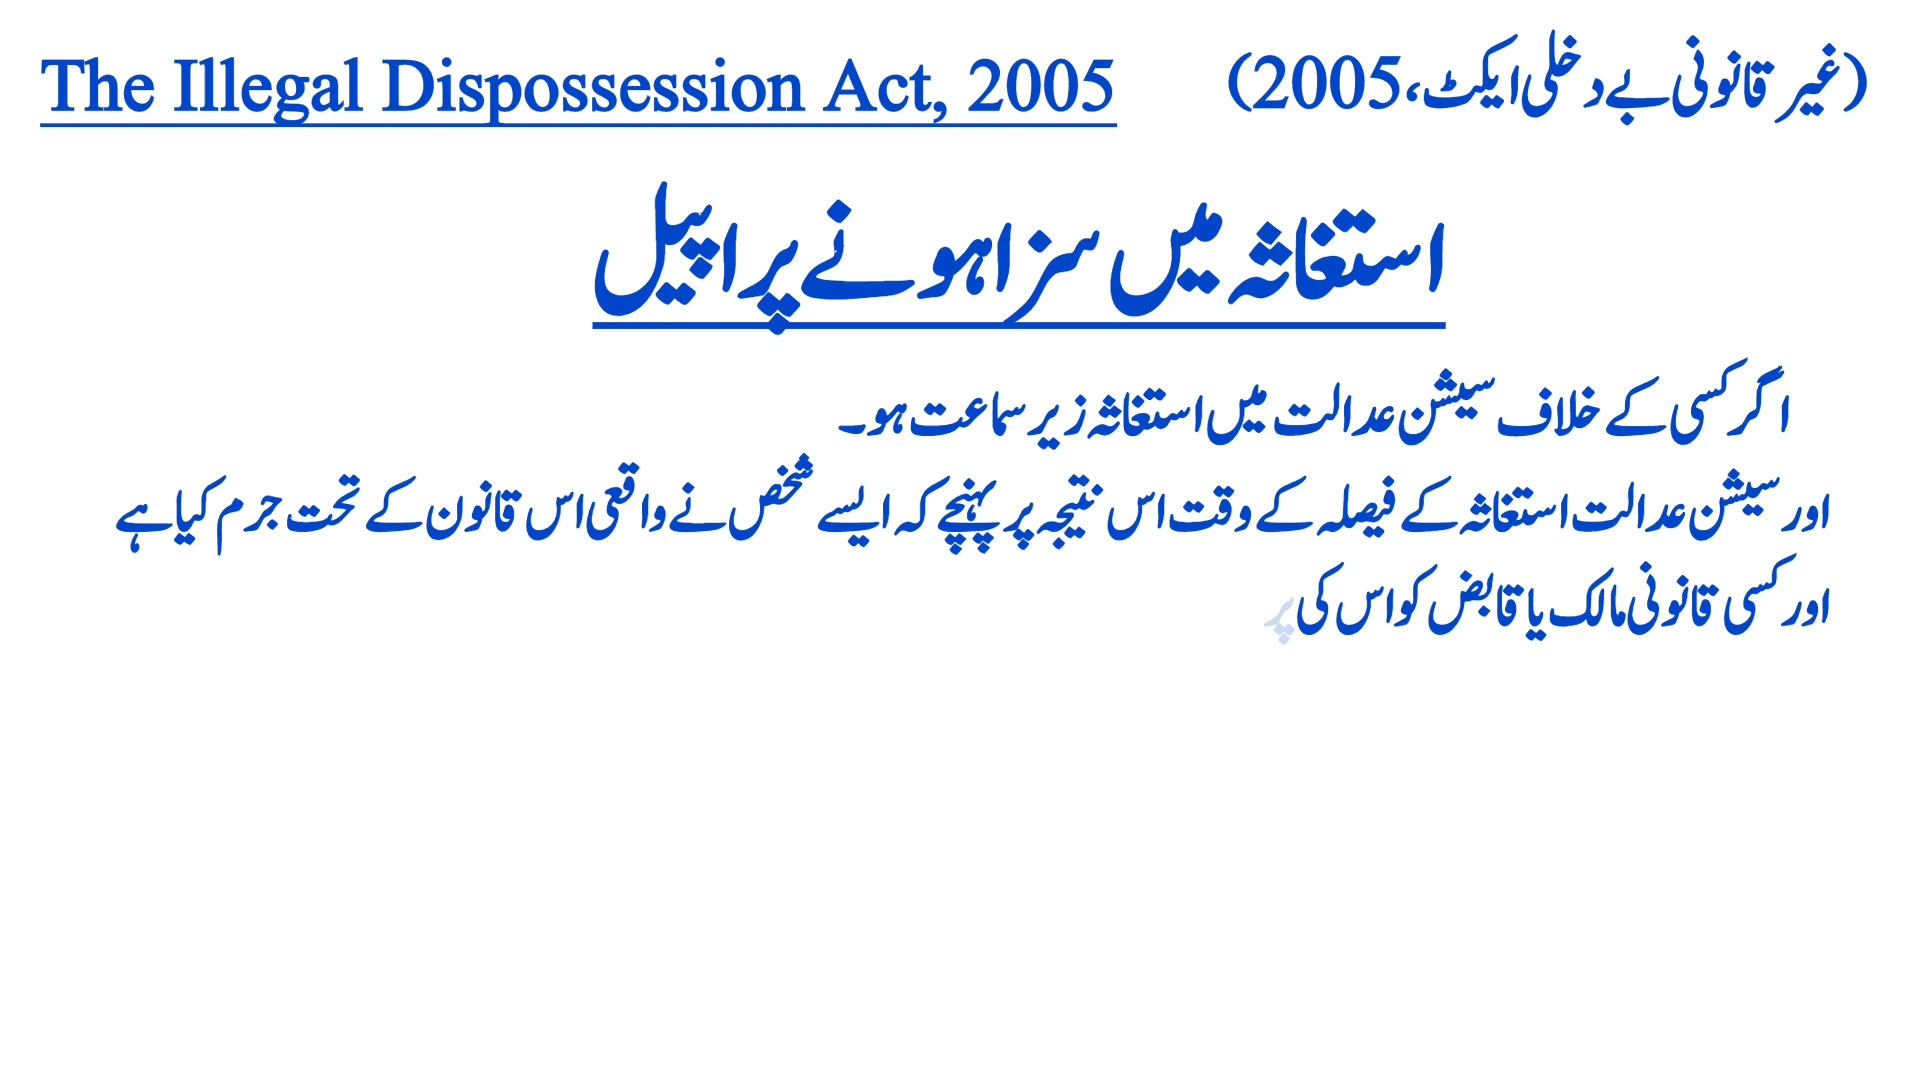 The Illegal Dispossession Act, 2005 (غیر قانونی بے دخلی ایکٹ، 2005)
استغاثہ میں سزا ہونے پر اپیل
اگر کسی کے خلاف سیشن عدالت میں استغاثہ زیر سماعت ہو۔
اور سیشن عدالت استغاثہ کے فیصلہ کے وقت اس نتیجہ پر پہنچے کہ ایسے شخص نے واقعی اس قانون کے تحت جرم کیا ہے
اور کسی قانونی مالک یا قابض کو اس کی پر